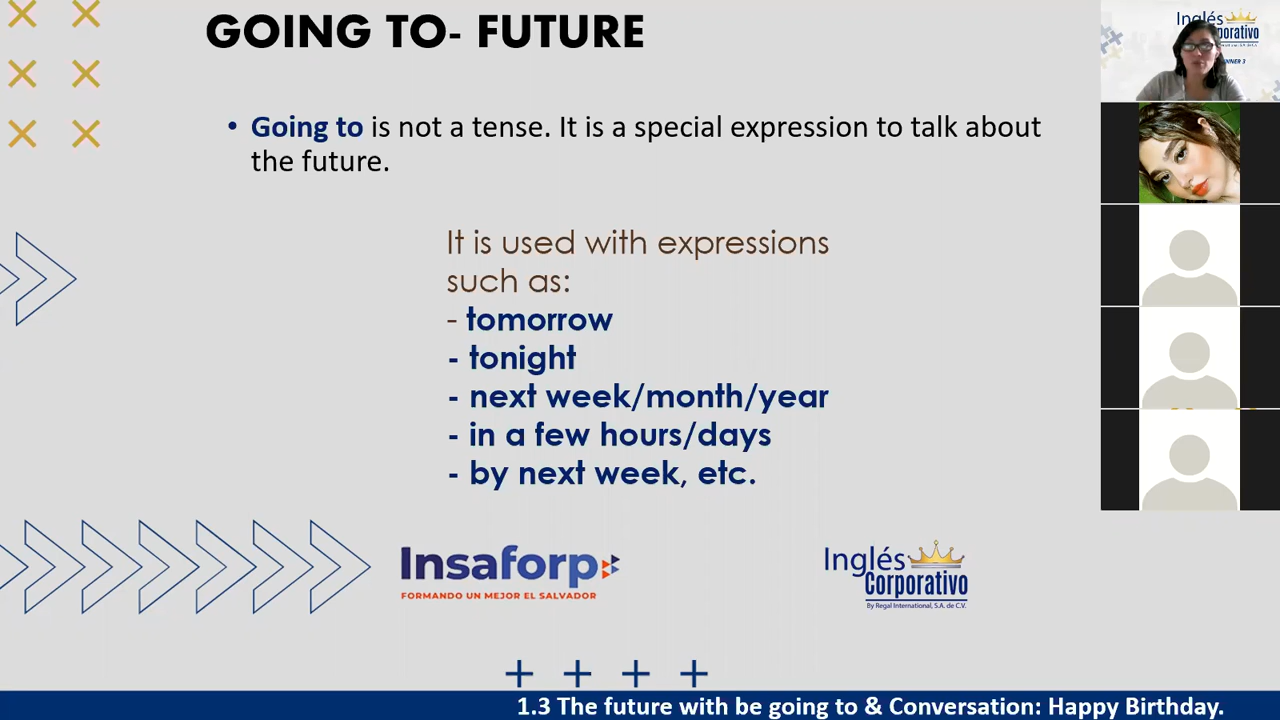 GOING TO- FUTURE
• Going to is not a tense. It is a special expression to talk about
the future.
It is used with expressions
such as:
- tomorrow
- tonight
- next week/month/year
- in a few hours/days
- by next week, etc.
Insaforp
FORMANDO UN MEJOR EL SALVADOR
Inglés
Corporativo
By Regal International, S.A. de C.V.
1.3 The future with be going to & Conversation: Happy Birthday.
Inglés